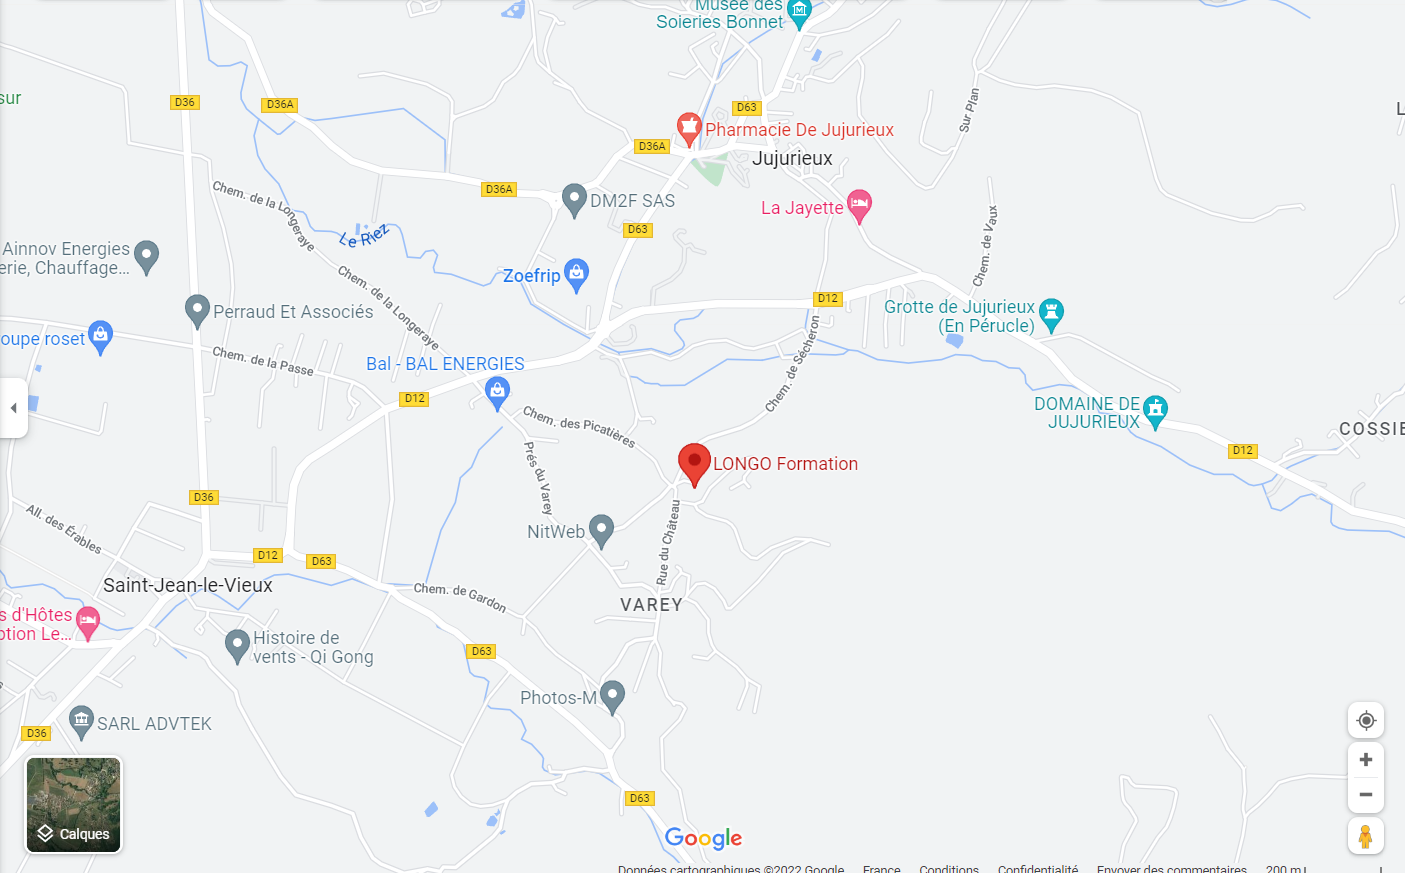 Musée des
Soieries Bonnet
sur
D36
D36A
D63
Sur Plan
Pharmacie De Jujurieux
D36A
Jujurieux
D36A
DM2F SAS
La Jayette
Chem. de la Longeraye
D63
Chem. de Vaux
Le Riez
Ainnov Energies
erie, Chauffage...
Zoefrip
Chem. de la Longeraye
D12
Grotte de Jujurieux
(En Pérucle)
Perraud Et Associés
oupe roset
Chem. de la Passe
Bal - BAL ENERGIES
Chem. de Sécheron
D12
DOMAINE DE
JUJURIEUX
Chem. des Picatières
COSSIE
D12
Prés du Varey
LONGO Formation
D36
All. des Érables
NitWeb
Rue du Château
D12
D63
Saint-Jean-le-Vieux
Chem. de Gardon
VAREY
s d'Hôtes
otion Le...
Histoire de
vents - Qi Gong
D63
Photos-M
SARL ADVTEK
D36
D63
Calques
Google
Données cartographiques ©2022 Google
France
Conditions
Confidentialité
Envoyer des commentaires
200 m